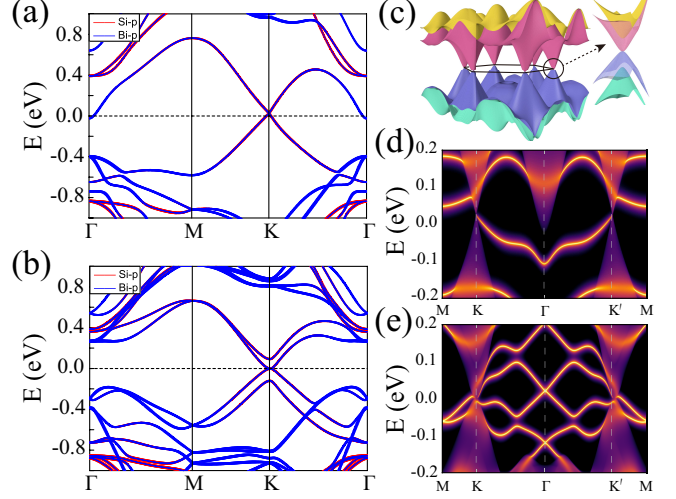 (a)
Si-p
Bi-p
E (eV)
0.8
0.4
0.0
-0.4
-0.8
Γ M K Γ
(b)
Si-p
Bi-p
E (eV)
0.8
0.4
0.0
-0.4
-0.8
Γ M K Γ
(c)
(d)
E (eV)
0.2
0.1
0.0
-0.1
-0.2
M K Γ K′ M
(e)
E (eV)
0.2
0.1
0.0
-0.1
-0.2
M K Γ K′ M